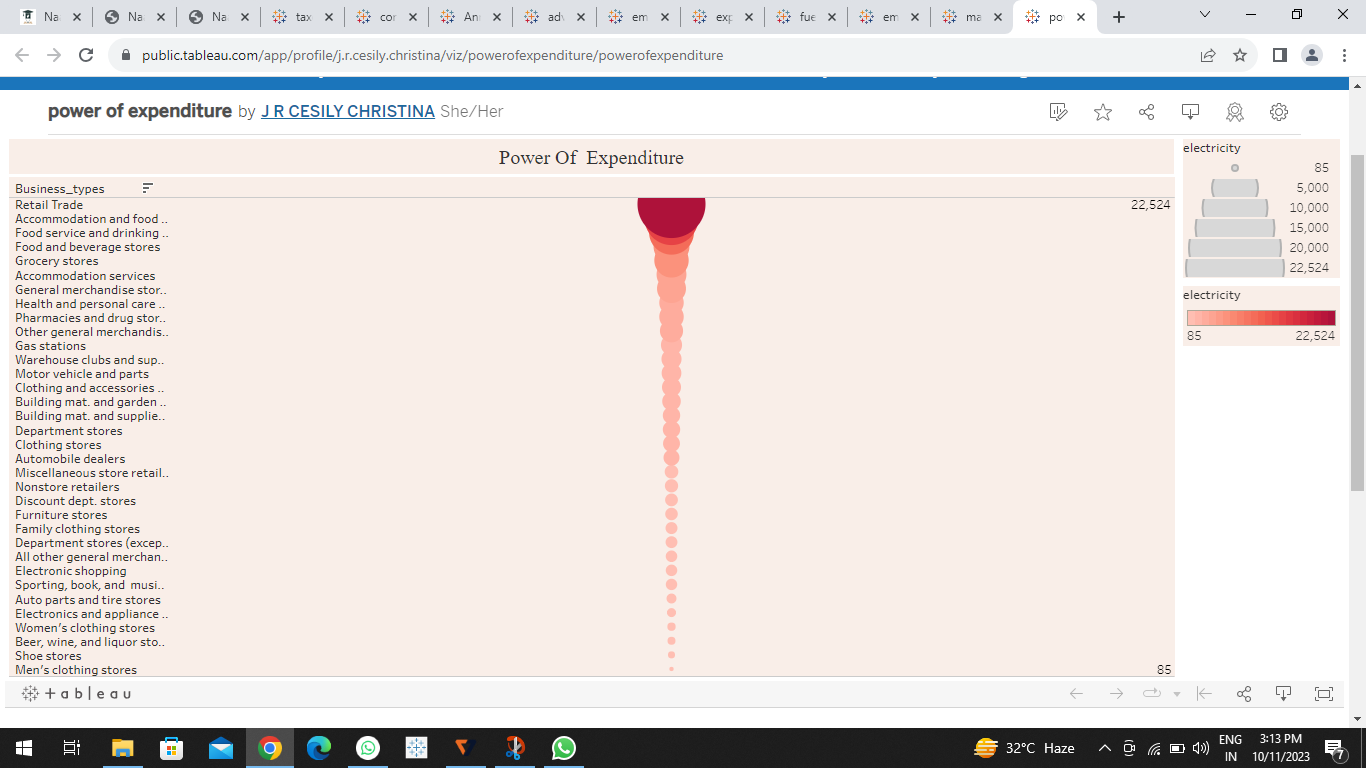 Na
Na
Na
tax
cor
An
adv
em
exp
fue
em
ma
po
public.tableau.com/app/profile/j.r.cesily.christina/viz/powerofexpenditure/powerofexpenditure
power of expenditure by J R CESILY CHRISTINA She/Her
Power Of Expenditure
Business_types
Retail Trade 22,524
Accommodation and food ..
Food service and drinking ..
Food and beverage stores
Grocery stores
Accommodation services
General merchandise stor..
Health and personal care ..
Pharmacies and drug stor..
Other general merchandis..
Gas stations
Warehouse clubs and sup..
Motor vehicle and parts
Clothing and accessories ..
Building mat. and garden ..
Building mat. and supplie..
Department stores
Clothing stores
Automobile dealers
Miscellaneous store retail..
Nonstore retailers
Discount dept. stores
Furniture stores
Family clothing stores
Department stores (excep..
All other general merchan..
Electronic shopping
Sporting, book, and musi..
Auto parts and tire stores
Electronics and appliance ..
Women's clothing stores
Beer, wine, and liquor sto..
Shoe stores
Men's clothing stores 85
electricity
85
5,000
10,000
15,000
20,000
22,524
electricity
85 22,524
+ a b | e a u
32°C Haze
ENG
IN
3:13 PM
10/11/2023
7